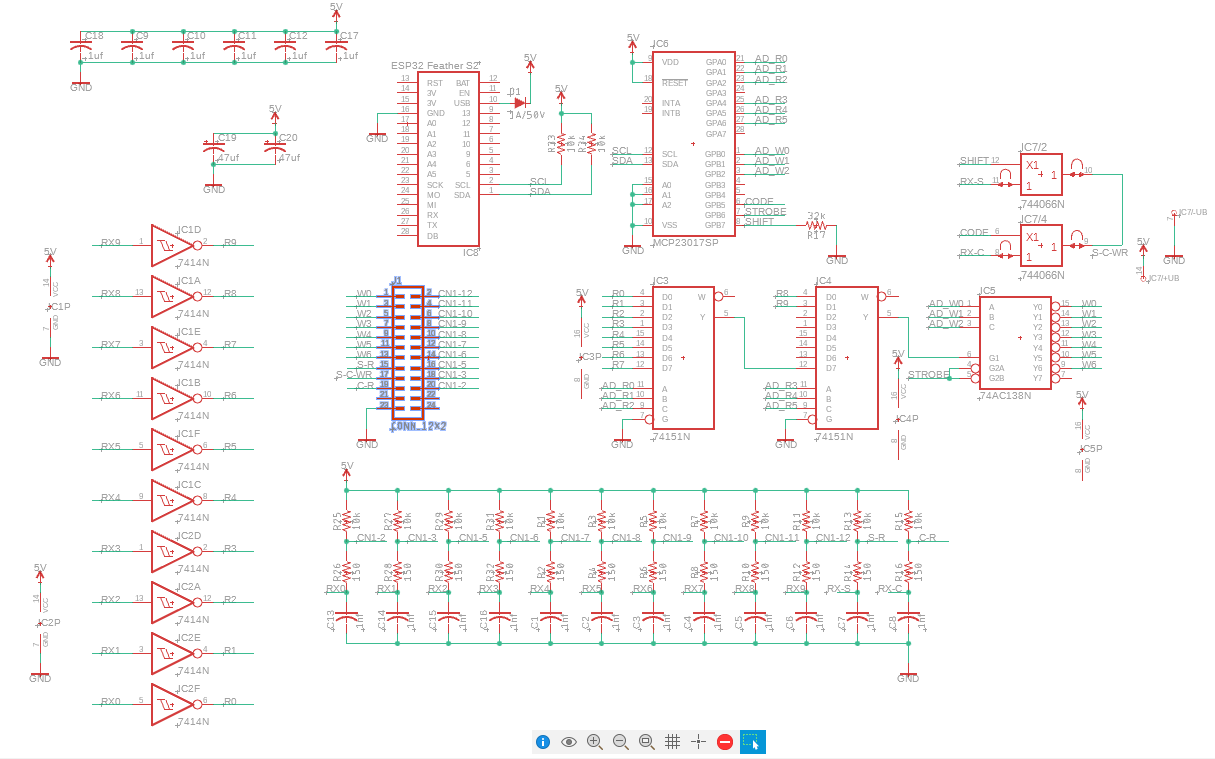 5V
C18 C9 C10 C11 C12 C17
.1uf .1uf .1uf .1uf .1uf .1uf
GND
5V
C19 C20
47uf 47uf
GND
ESP32 Feather S2
13 RST BAT 12
14 3V EN 11
15 3V USB 10
16 GND 13 9
17 A0 12 8
18 A1 11 7
19 A2 10 6
20 A3 9 5
21 A4 6 4
22 A5 5 3
23 SCK SCL 2
24 MO SDA 1
25 MI
26 RX
27 TX
28 DB
IC8
GND
5V
D1
1A/50v
5V
R33 10k
10k
SCL
SDA
5V
IC6
9 VDD GPA0 21 AD_R0
GPA1 22 AD_R1
18 RESET GPA2 23 AD_R2
GPA3 24
20 INTA GPA4 25 AD_R3
19 INTB GPA5 26 AD_R4
GPA6 27 AD_R5
GPA7 28
SCL 12 SCL GPB0 1 AD_W0
SDA 13 SDA GPB1 2 AD_W1
GPB2 3 AD_W2
15 A0 GPB3 4
16 A1 GPB4 5
17 A2 GPB5 6 CODE
GPB6 7 STROBE
10 VSS GPB7 8 SHIFT
MCP23017SP
GND
R17
GND
IC7/2
SHIFT 12 X1 1 10
RX-S 11 1
744066N
IC7/4
CODE 6 X1 1 9
RX-C 8 1
744066N
S-C-WR
IC7/-UB
7
GND
5V
14
IC7/+UB
IC1D
RX9 1 2 R9
7414N
IC1A
RX8 13 12 R8
7414N
IC1E
RX7 3 4 R7
7414N
IC1B
RX6 11 10 R6
7414N
IC1F
RX5 5 6 R5
7414N
IC1C
RX4 9 8 R4
7414N
IC2D
RX3 1 2 R3
7414N
IC2A
RX2 13 12 R2
7414N
IC2E
RX1 3 4 R1
7414N
IC2F
RX0 5 6 R0
7414N
5V
14 VCC
IC1P
7 GND
GND
5V
14 VCC
IC2P
7 GND
GND
J1
W0 1 2 CN1-12
W1 3 4 CN1-11
W2 5 6 CN1-10
W3 7 8 CN1-9
W4 9 10 CN1-8
W5 11 12 CN1-7
W6 13 14 CN1-6
S-R 15 16 CN1-5
S-C-WR 17 18 CN1-3
C-R 19 20 CN1-2
21 22
23 24
CONN_12X2
GND
5V
16 VCC
IC3P
8 GND
IC3
R0 4 D0 W 6
R1 3 D1
R2 2 D2 Y 5
R3 1 D3
R4 15 D4
R5 14 D5
R6 13 D6
R7 12 D7
AD_R0 11 A
AD_R1 10 B
AD_R2 9 C
7 G
74151N
GND
IC4
R8 4 D0 W 6
R9 3 D1
2 D2 Y 5
1 D3
15 D4
14 D5
13 D6
12 D7
AD_R3 11 A
AD_R4 10 B
AD_R5 9 C
7 G
74151N
GND
5V
16 VCC
IC4P
8 GND
IC5
AD_W0 1 A Y0 15 W0
AD_W1 2 B Y1 14 W1
AD_W2 3 C Y2 13 W2
Y3 12
Y4 11
6 G1 Y5 10 W5
4 G2A Y6 9 W6
STROBE 5 G2B Y7 7
74AC138N
5V
16 VCC
IC5P
8 GND
5V
R25 10k R27 10k R29 10k R31 10k R1 10k R3 10k R5 10k R7 10k R9 10k R11 10k R13 10k R15 10k
CN1-2 CN1-3 CN1-5 CN1-6 CN1-7 CN1-8 CN1-9 CN1-10 CN1-11 CN1-12 S-R C-R
R26 150 R28 150 R30 150 R32 150 R2 150 R4 150 R6 150 R8 150 R10 150 R12 150 R14 150 R16 150
RX0 RX1 RX2 RX3 RX4 RX5 RX6 RX7 RX8 RX9 RX-S RX-C
C13 1nf C14 1nf C15 1nf C16 1nf C1 1nf C2 1nf C3 1nf C4 1nf C5 1nf C6 1nf C7 1nf C8 1nf
GND